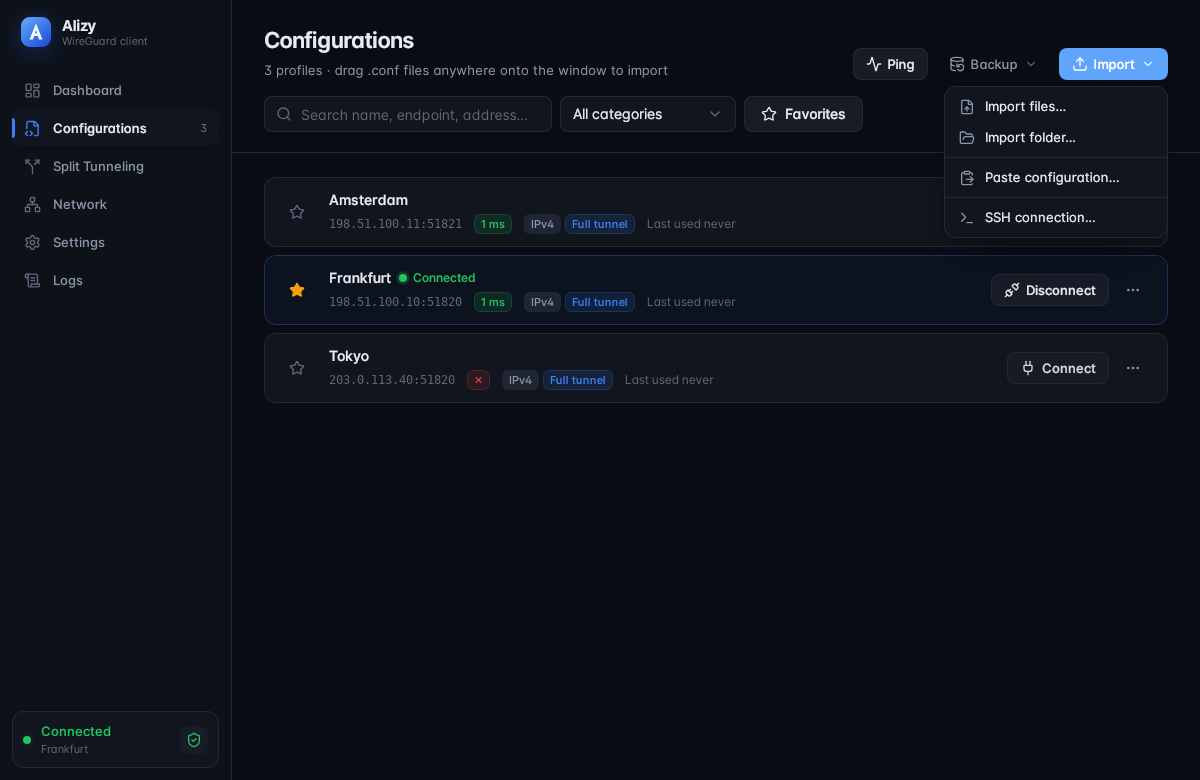 Alizy
WireGuard client
Dashboard
Configurations 3
Split Tunneling
Network
Settings
Logs
Connected
Frankfurt
Configurations
3 profiles · drag .conf files anywhere onto the window to import
Ping
Backup
Import
Search name, endpoint, address...
All categories
Favorites
Import files...
Import folder...
Paste configuration...
SSH connection...
Amsterdam
198.51.100.11:51821 1 ms IPv4 Full tunnel Last used never
Frankfurt Connected
198.51.100.10:51820 1 ms IPv4 Full tunnel Last used never
Disconnect
Tokyo
203.0.113.40:51820 × IPv4 Full tunnel Last used never
Connect